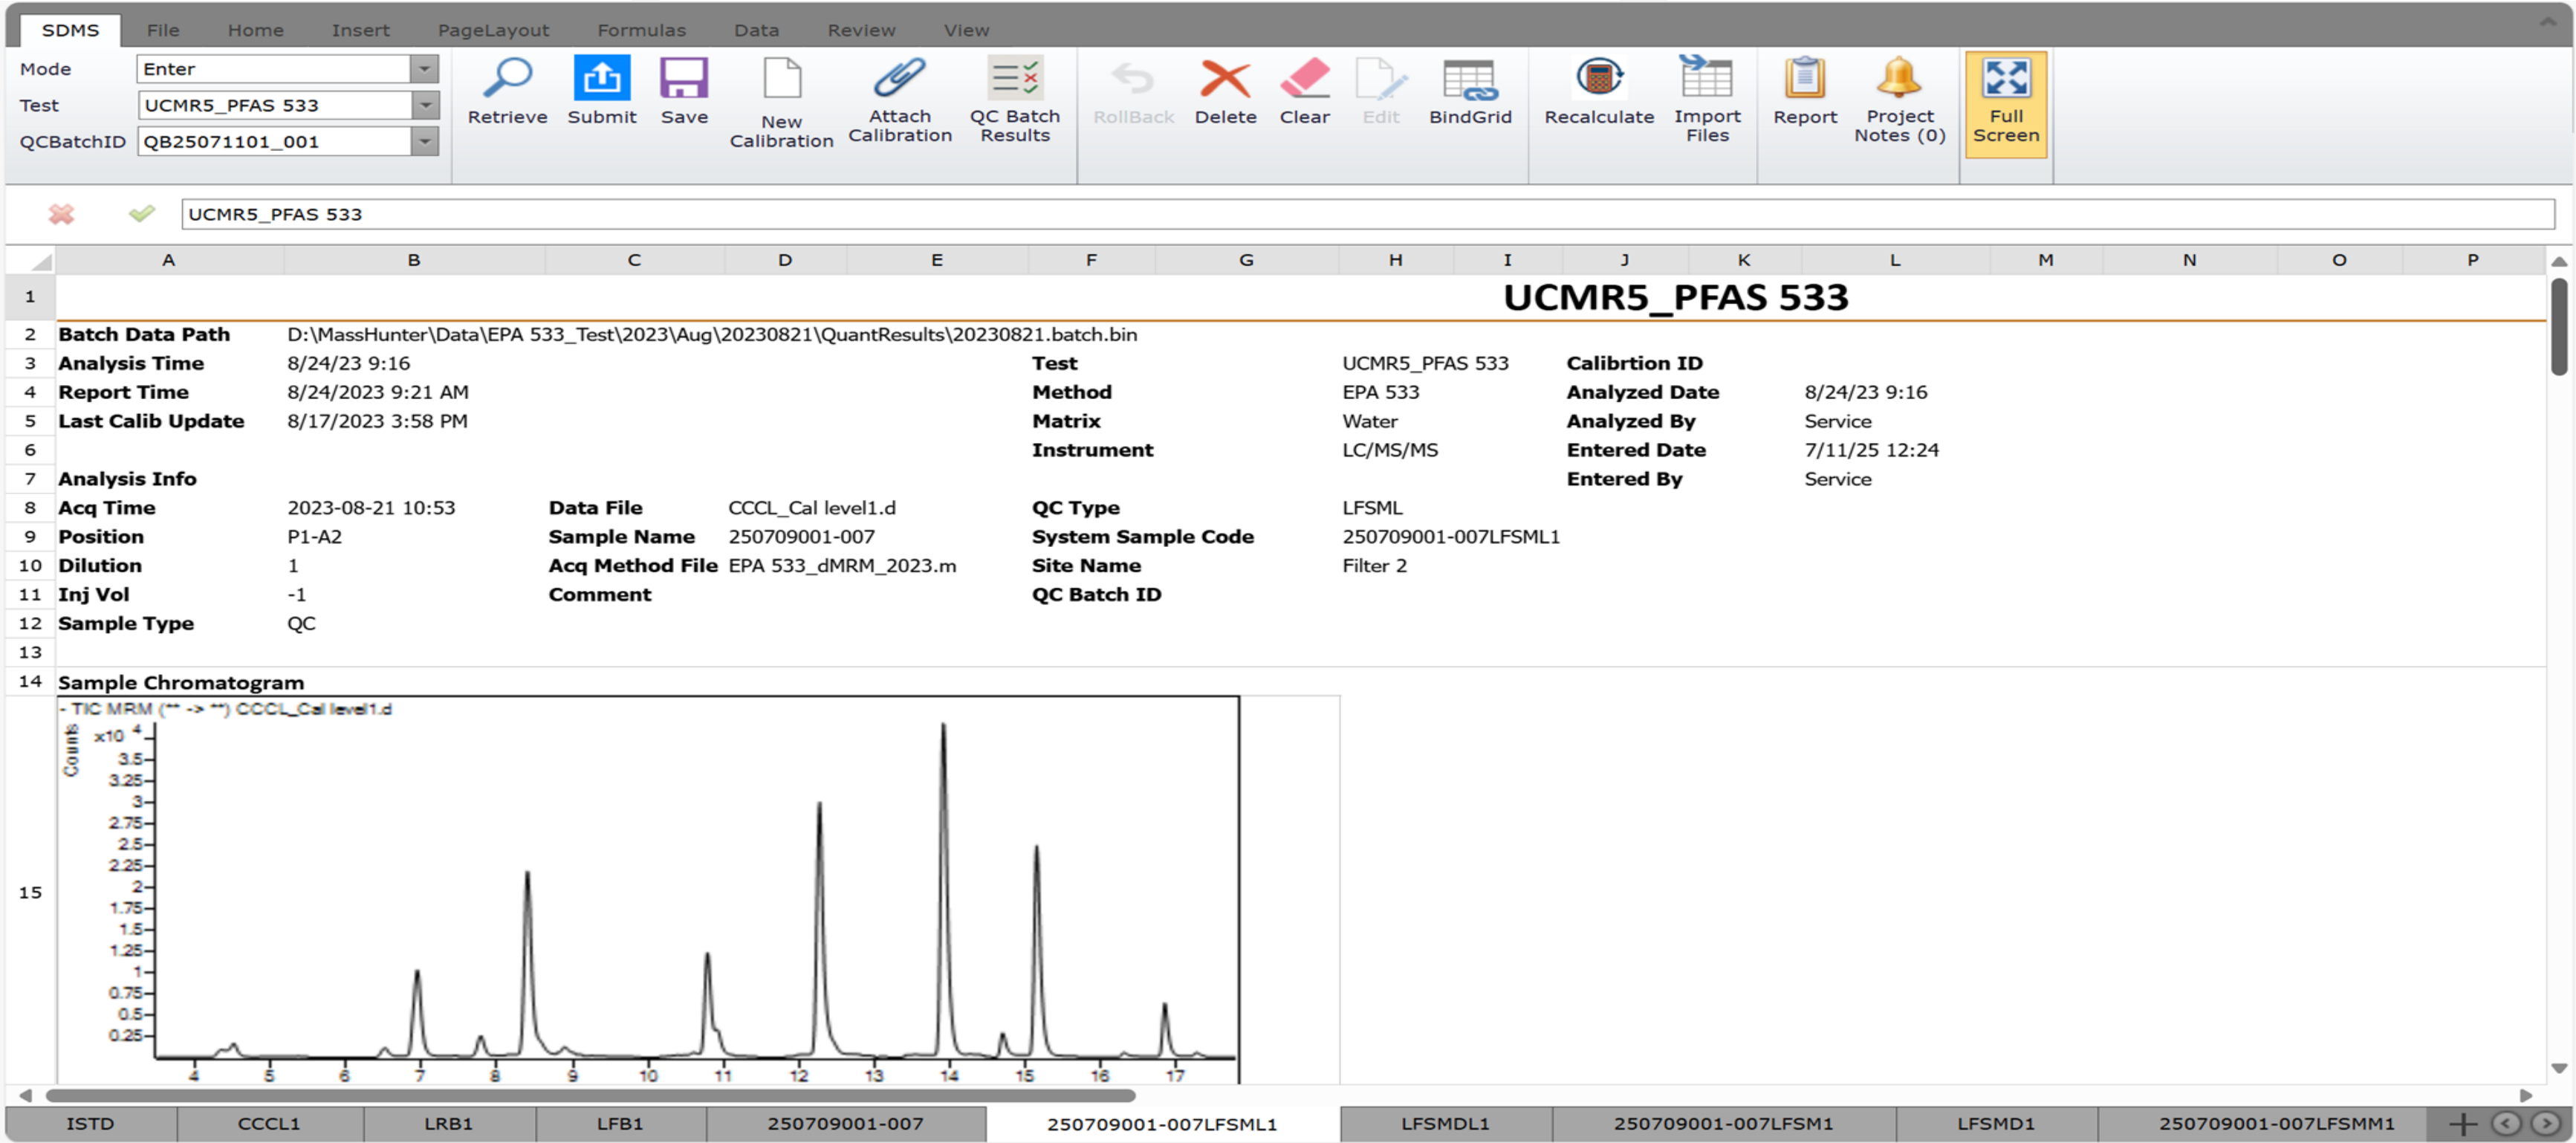 SDMS File Home Insert PageLayout Formulas Data Review View
Mode Enter
Test UCMR5_PFAS 533
QCBatchID QB25071101_001
Retrieve Submit Save New Calibration Attach Calibration QC Batch Results RollBack Delete Clear Edit BindGrid Recalculate Import Files Report Project Notes (0) Full Screen
UCMR5_PFAS 533
A B C D E F G H I J K L M N O P
1 UCMR5_PFAS 533
2 Batch Data Path D:\MassHunter\Data\EPA 533_Test\2023\Aug\20230821\QuantResults\20230821.batch.bin
3 Analysis Time 8/24/23 9:16 Test UCMR5_PFAS 533 Calibrtion ID
4 Report Time 8/24/2023 9:21 AM Method EPA 533 Analyzed Date 8/24/23 9:16
5 Last Calib Update 8/17/2023 3:58 PM Matrix Water Analyzed By Service
6 Instrument LC/MS/MS Entered Date 7/11/25 12:24
7 Analysis Info Entered By Service
8 Acq Time 2023-08-21 10:53 Data File CCCL_Cal level1.d QC Type LFSML
9 Position P1-A2 Sample Name 250709001-007 System Sample Code 250709001-007LFSML1
10 Dilution 1 Acq Method File EPA 533_dMRM_2023.m Site Name Filter 2
11 Inj Vol -1 Comment QC Batch ID
12 Sample Type QC
13
14 Sample Chromatogram
15
- TIC MRM (** -> **) CCCL_Cal level1.d
Counts
x10 4
3.5
3.25
3
2.75
2.5
2.25
2
1.75
1.5
1.25
1
0.75
0.5
0.25
4 5 6 7 8 9 10 11 12 13 14 15 16 17
ISTD CCCL1 LRB1 LFB1 250709001-007 250709001-007LFSML1 LFSMDL1 250709001-007LFSM1 LFSMD1 250709001-007LFSMM1